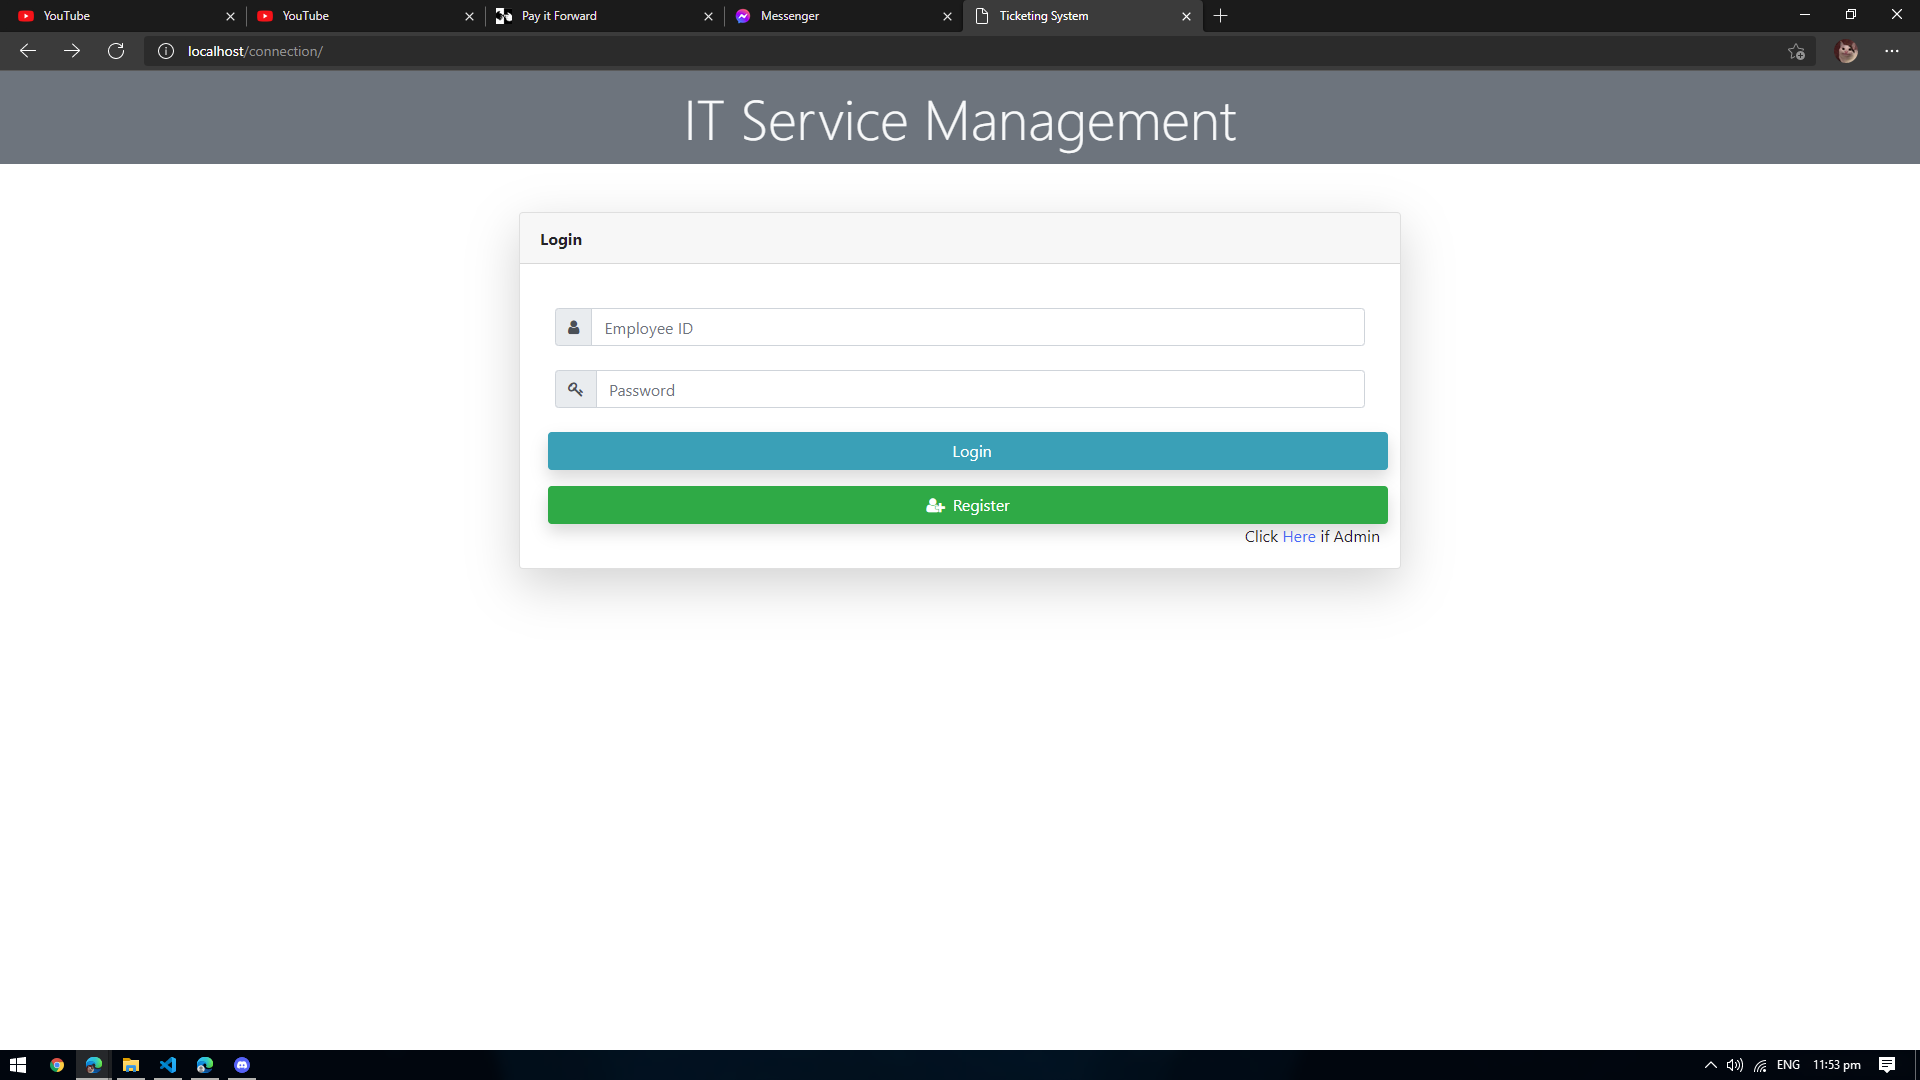 YouTube
YouTube
Pay it Forward
Messenger
Ticketing System
localhost/connection/
IT Service Management
Login
Employee ID
Password
Login
Register
Click Here if Admin
ENG
11:53 pm